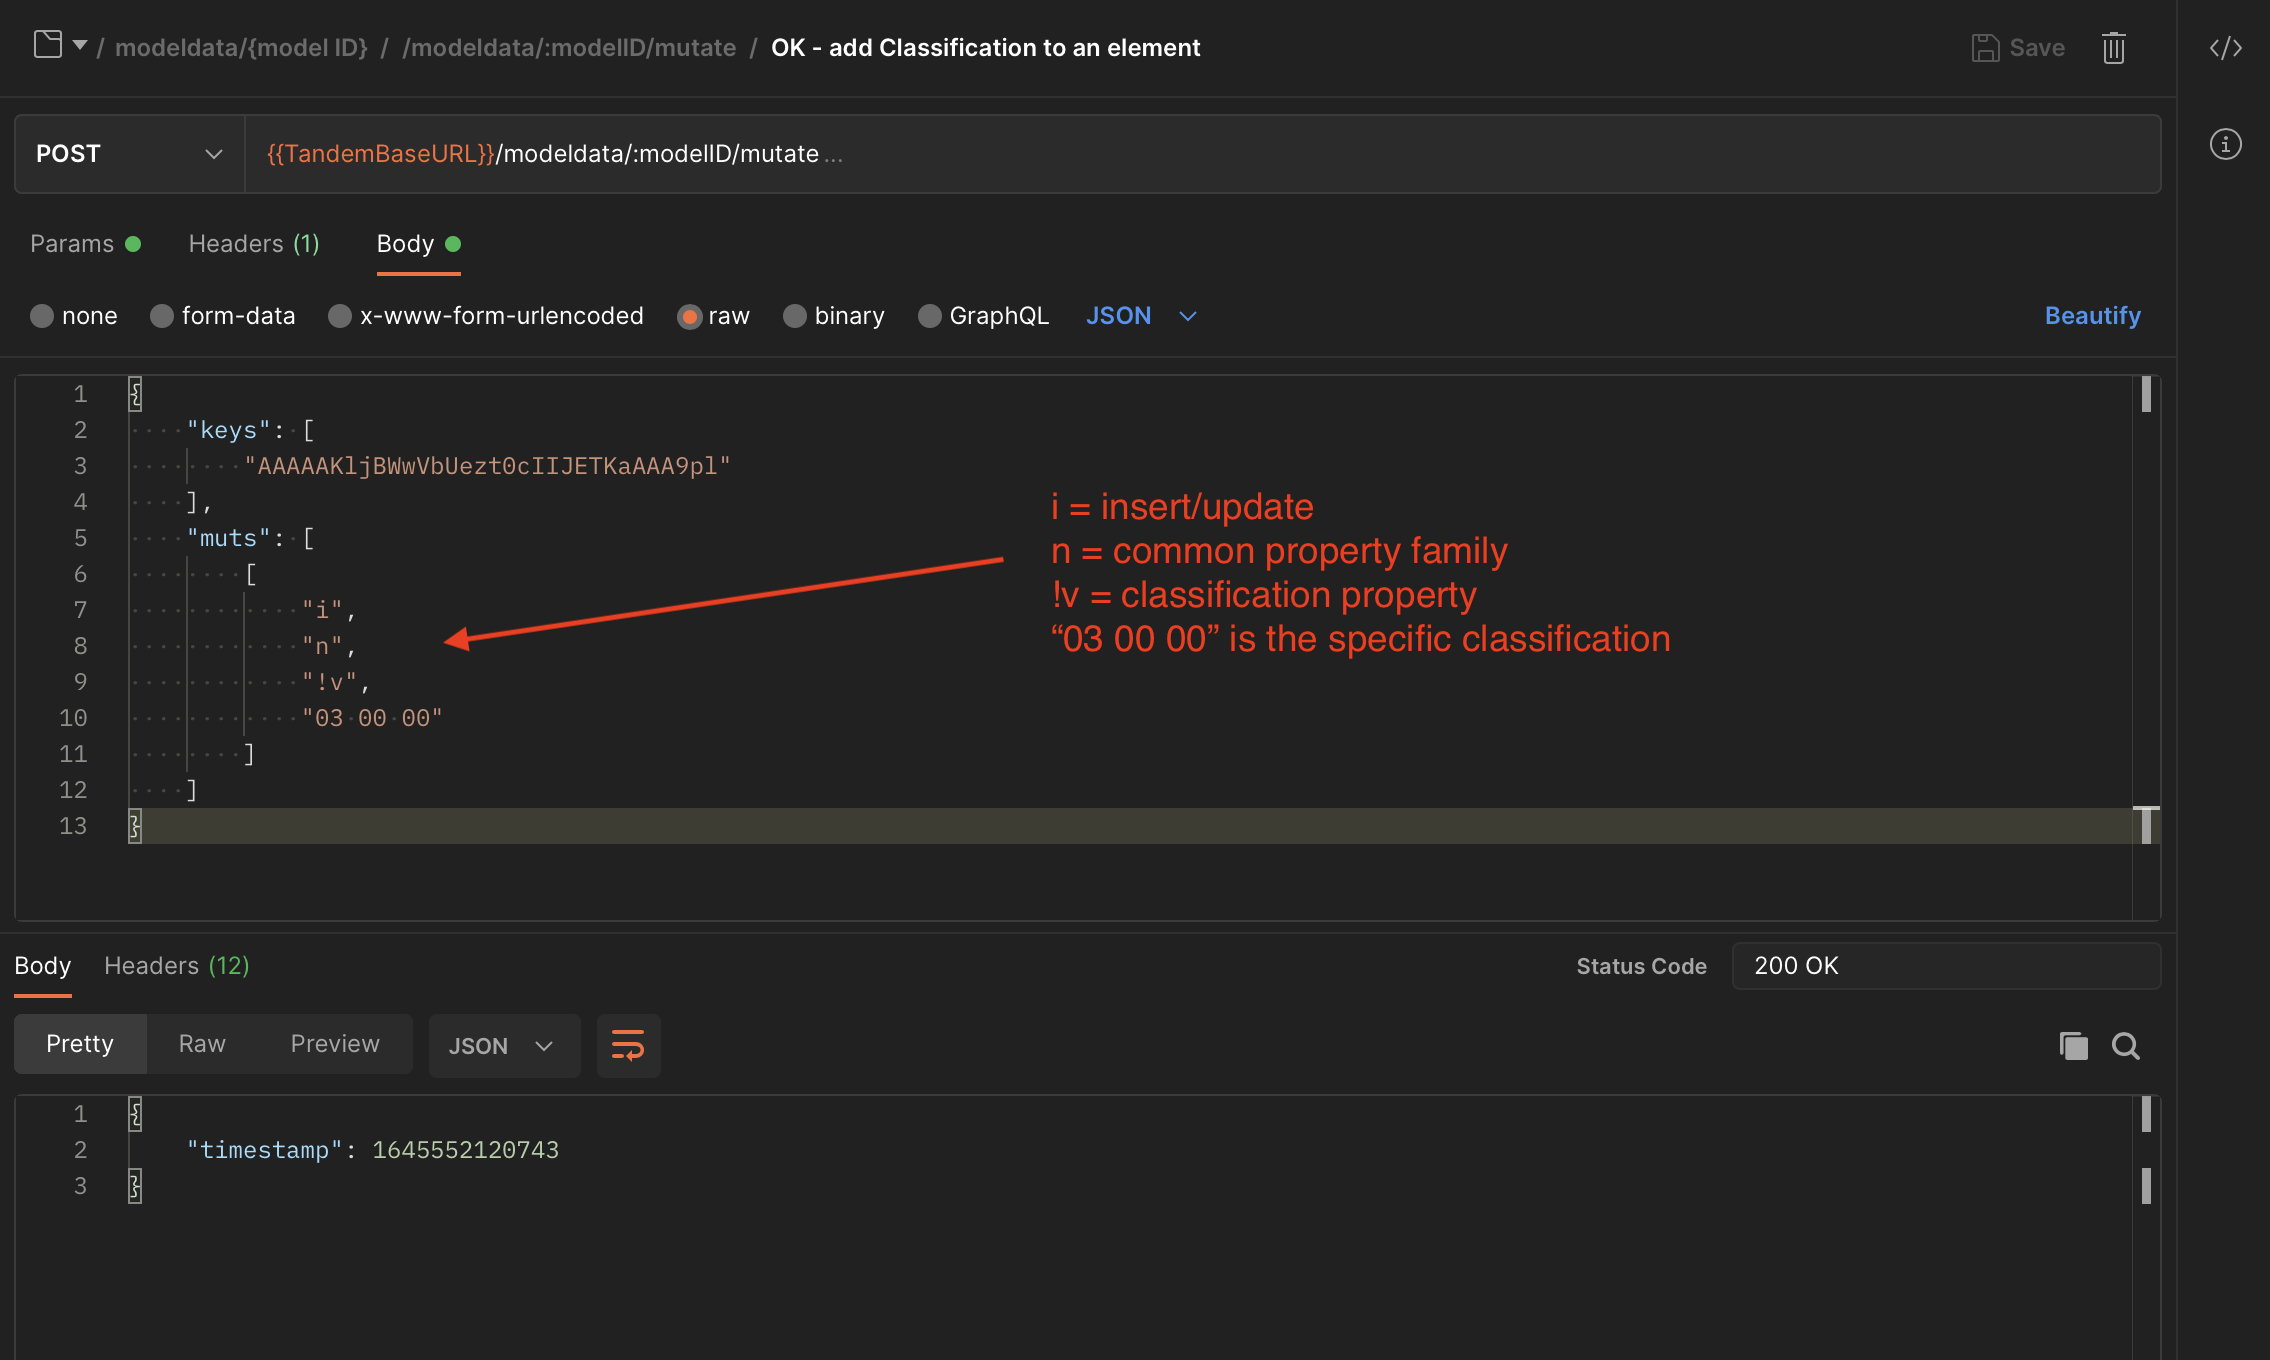 / modeldata/{model ID} / /modeldata/:modelID/mutate / OK - add Classification to an element
Save
</>
POST
{{TandemBaseURL}}/modeldata/:modelID/mutate ...
Params
Headers (1)
Body
none
form-data
x-www-form-urlencoded
raw
binary
GraphQL
JSON
Beautify
1 {
2 "keys": [
3 "AAAAAKljBWwVbUezt0cIIJETKaAAA9pl"
4 ],
5 "muts": [
6 [
7 "i",
8 "n",
9 "!v",
10 "03 00 00"
11 ]
12 ]
13 }
i = insert/update
n = common property family
!v = classification property
“03 00 00” is the specific classification
Body
Headers (12)
Status Code
200 OK
Pretty
Raw
Preview
JSON
1 {
2 "timestamp": 1645552120743
3 }